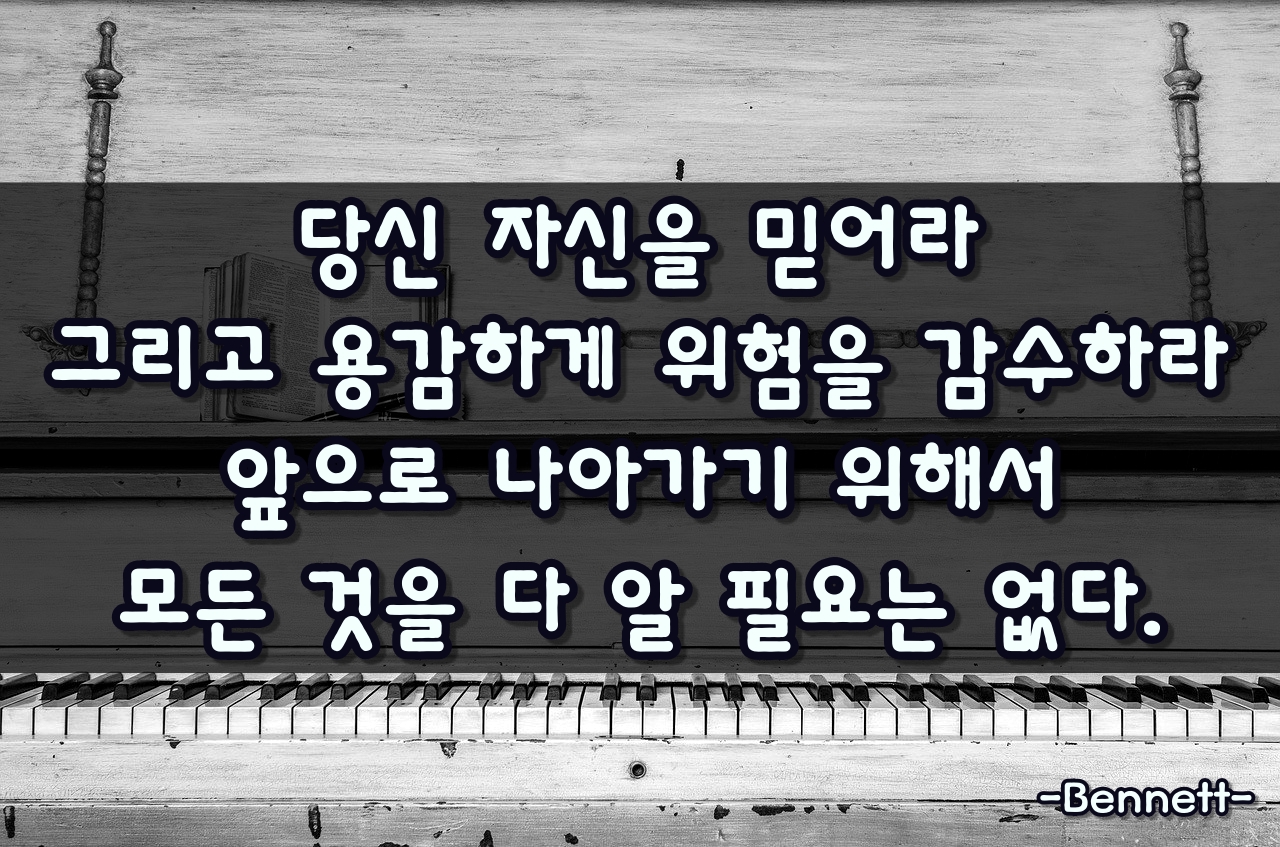 당신 자신을 믿어라
그리고 용감하게 위험을 감수하라
앞으로 나아가기 위해서
모든 것을 다 알 필요는 없다.
-Bennett-